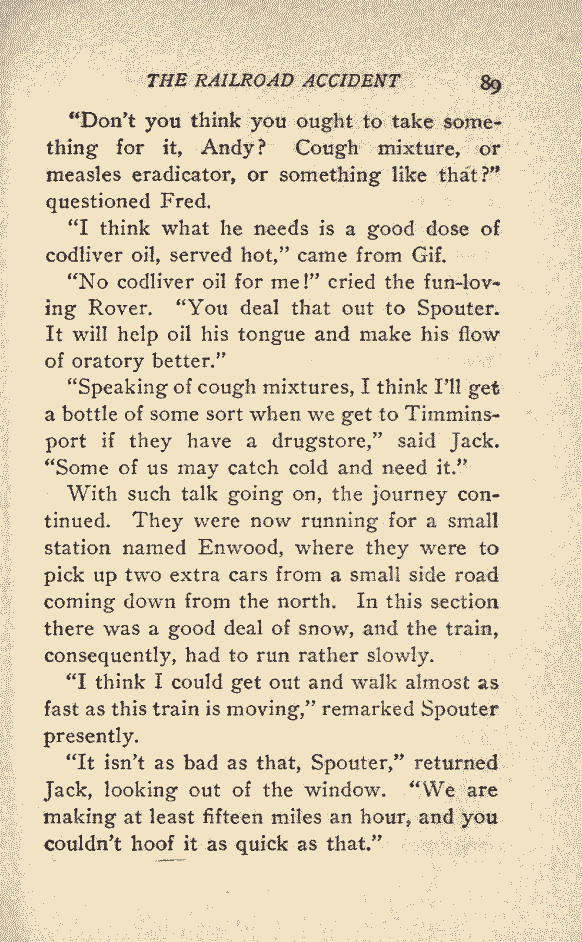 THE RAILROAD ACCIDENT 89
"Don't you think you ought to take some-
thing for it, Andy? Cough mixture, or
measles eradicator, or something like that?"
questioned Fred.
"I think what he needs is a good dose of
codliver oil, served hot," came from Gif.
"No codliver oil for me!" cried the fun-lov-
ing Rover. "You deal that out to Spouter.
It will help oil his tongue and make his flow
of oratory better."
"Speaking of cough mixtures, I think I'll get
a bottle of some sort when we get to Timmins-
port if they have a drugstore," said Jack.
"Some of us may catch cold and need it."
With such talk going on, the journey con-
tinued. They were now running for a small
station named Enwood, where they were to
pick up two extra cars from a small side road
coming down from the north. In this section
there was a good deal of snow, and the train,
consequently, had to run rather slowly.
"I think I could get out and walk almost as
fast as this train is moving," remarked Spouter
presently.
"It isn't as bad as that, Spouter," returned
Jack, looking out of the window. "We are
making at least fifteen miles an hour, and you
couldn't hoof it as quick as that."